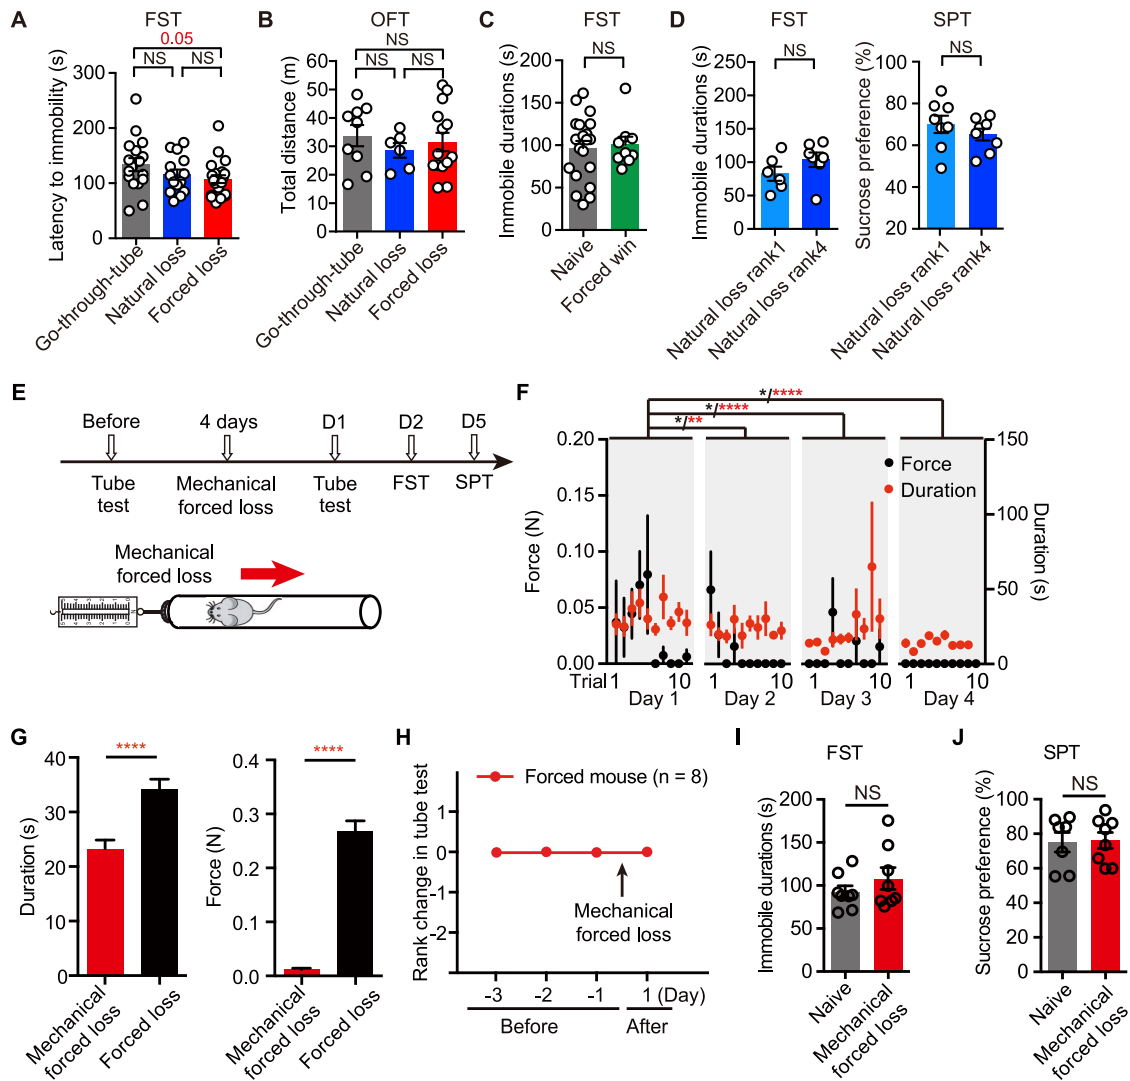 A
FST
0.05
NS NS
Latency to immobility (s)
300
200
150
100
50
0
Go-through-tube
Natural loss
Forced loss
B
OFT
NS
NS NS
Total distance (m)
60
50
40
30
20
10
0
Go-through-tube
Natural loss
Forced loss
C
FST
NS
Immobile durations (s)
200
150
100
50
0
Naive
Forced win
D
FST
NS
Immobile durations (s)
250
200
150
100
50
0
Natural loss rank1
Natural loss rank4
SPT
NS
Sucrose preference (%)
100
80
60
40
20
Natural loss rank1
Natural loss rank4
E
Before 4 days D1 D2 D5
Tube
test
Mechanical
forced loss
Tube
test
FST
SPT
Mechanical
forced loss
F
*/****
*/****
*/**
Force (N)
0.20
0.15
0.10
0.05
0.00
Force
Duration
150
100
50
0
Duration (s)
Trial 1 10 1 10 1 10 1 10
Day 1 Day 2 Day 3 Day 4
G
****
Duration (s)
40
30
20
10
0
Mechanical
forced loss
Forced loss
****
Force (N)
0.4
0.3
0.2
0.1
0.0
Mechanical
forced loss
Forced loss
H
Rank change in tube test
Forced mouse (n = 8)
1
0
-1
-2
Mechanical
forced loss
-3 -2 -1 1 (Day)
Before After
I
FST
NS
Immobile durations (s)
200
150
100
50
0
Naive
Mechanical
forced loss
J
SPT
NS
Sucrose preference (%)
100
80
60
40
20
0
Naive
Mechanical
forced loss